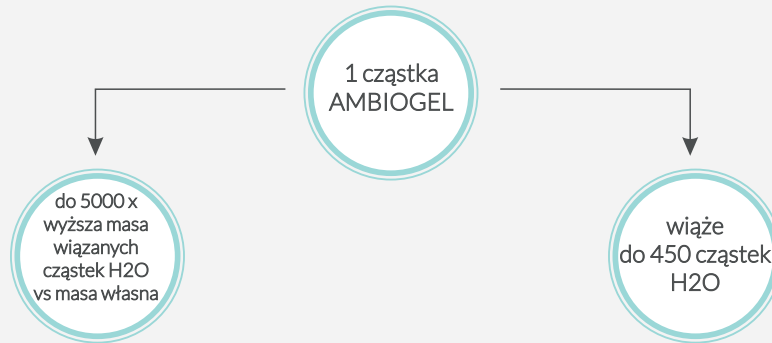 1 cząstka
AMBIOGEL
do 5000 x
wyższa masa
wiązanych
cząstek H2O
vs masa własna
wiąże
do 450 cząstek
H2O